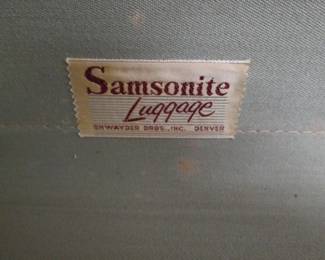 Samsonite
Luggage
SHWAYDER BROS., INC. DENVER